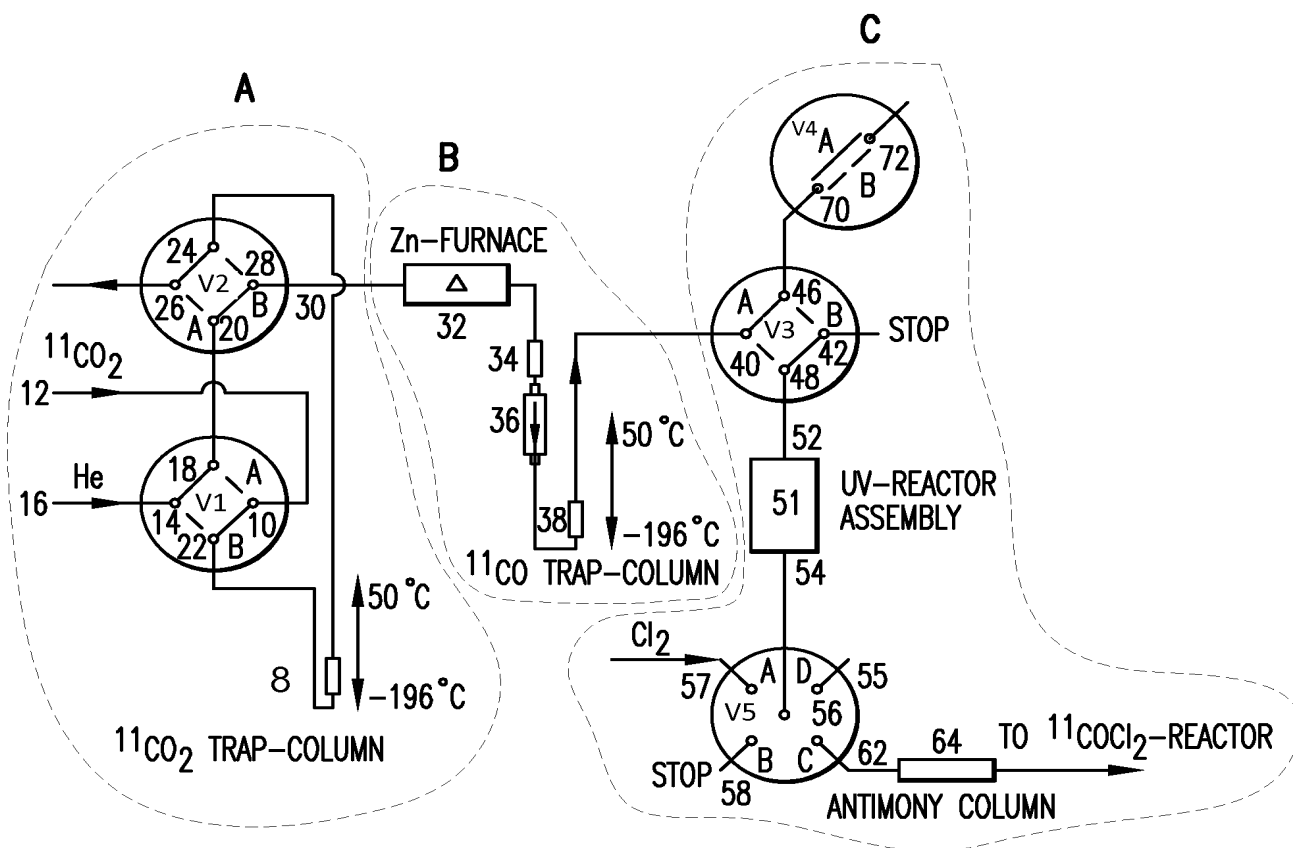 C
A
B
V4
A
72
B
70
24
28
V2
26
B
A
20
30
Zn-FURNACE
Δ
32
34
36
38
50 °C
-196 °C
11CO TRAP-COLUMN
A
46
B
V3
40
42
48
STOP
11CO2
12
He
16
18
A
V1
14
10
22
B
50 °C
8
-196 °C
11CO2 TRAP-COLUMN
52
51
UV-REACTOR
ASSEMBLY
54
Cl2
57
A
D
55
V5
56
STOP
58
B
C
62
64
TO 11COCl2-REACTOR
ANTIMONY COLUMN